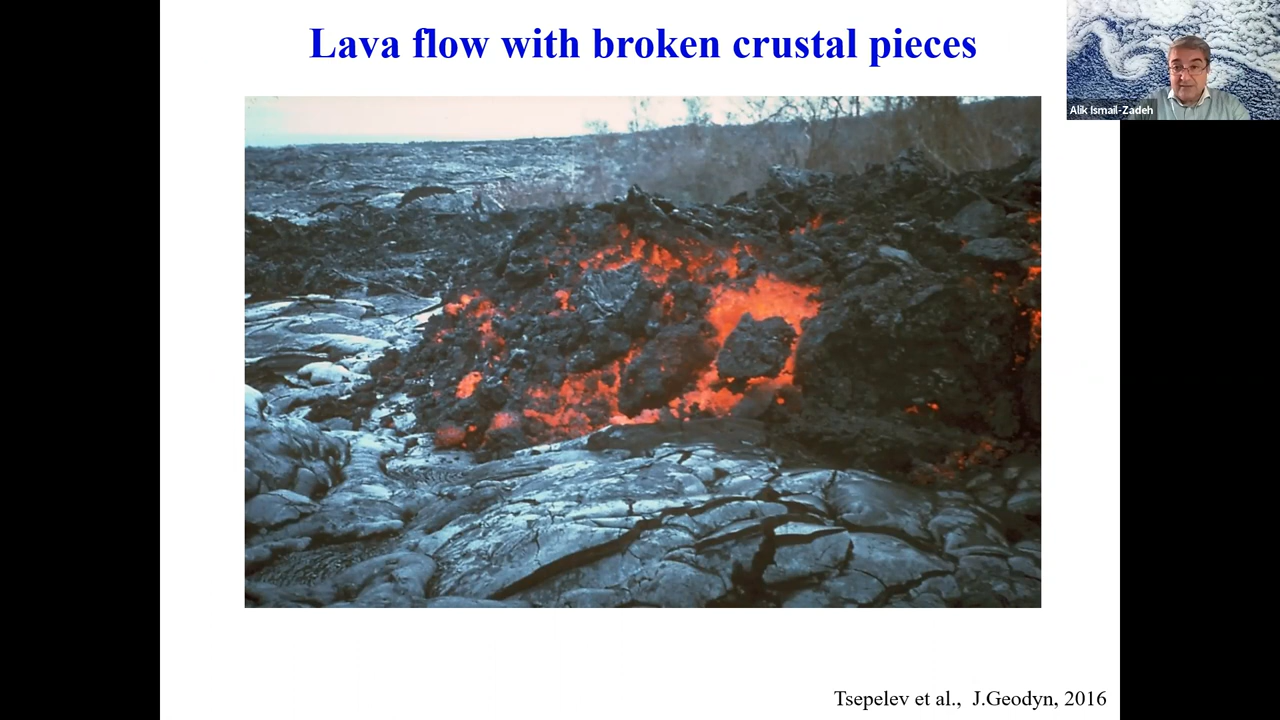 Lava flow with broken crustal pieces
Alik Ismail-Zadeh
Tsepelev et al., J.Geodyn, 2016